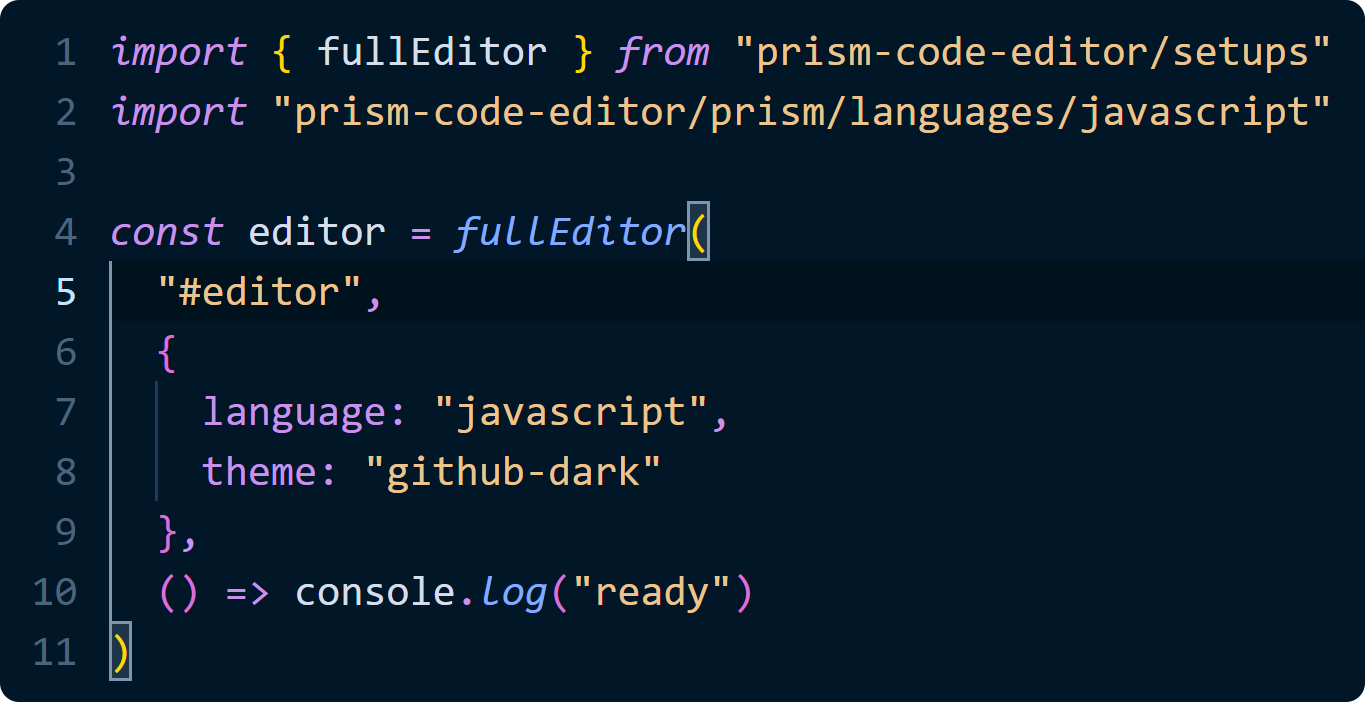 1 import { fullEditor } from "prism-code-editor/setups"
2 import "prism-code-editor/prism/languages/javascript"
3
4 const editor = fullEditor(
5   "#editor",
6   {
7     language: "javascript",
8     theme: "github-dark"
9   },
10   () => console.log("ready")
11 )